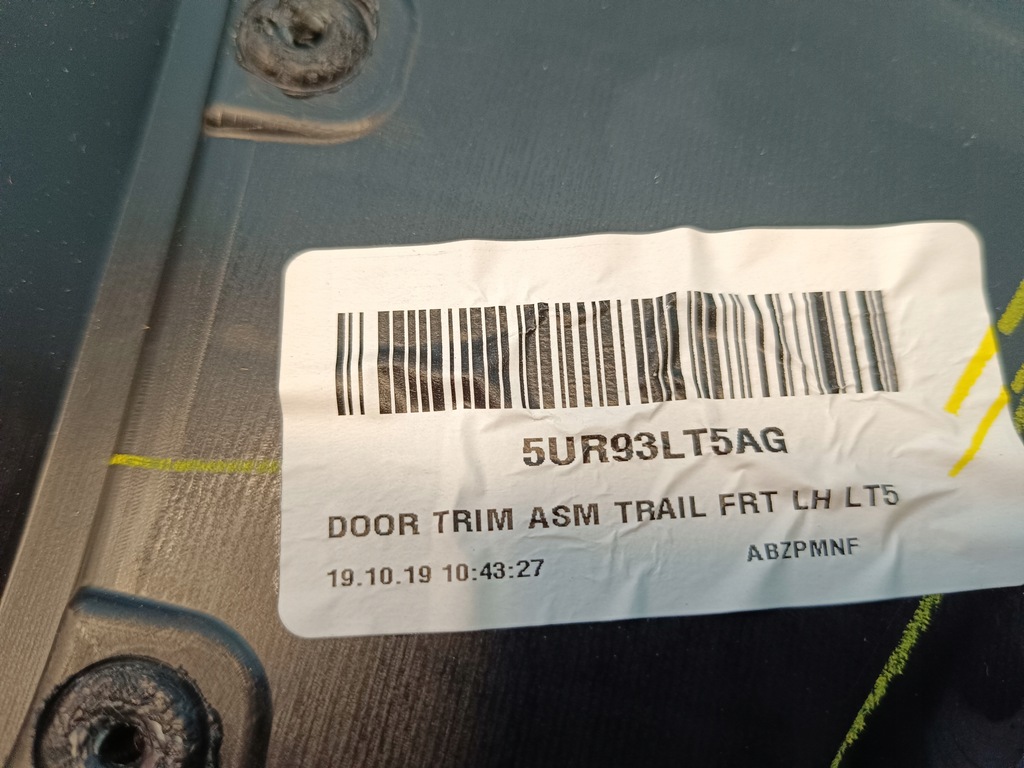 5UR93LT5AG
DOOR TRIM ASM TRAIL FRT LH LT5
19.10.19 10:43:27 ABZPMNF